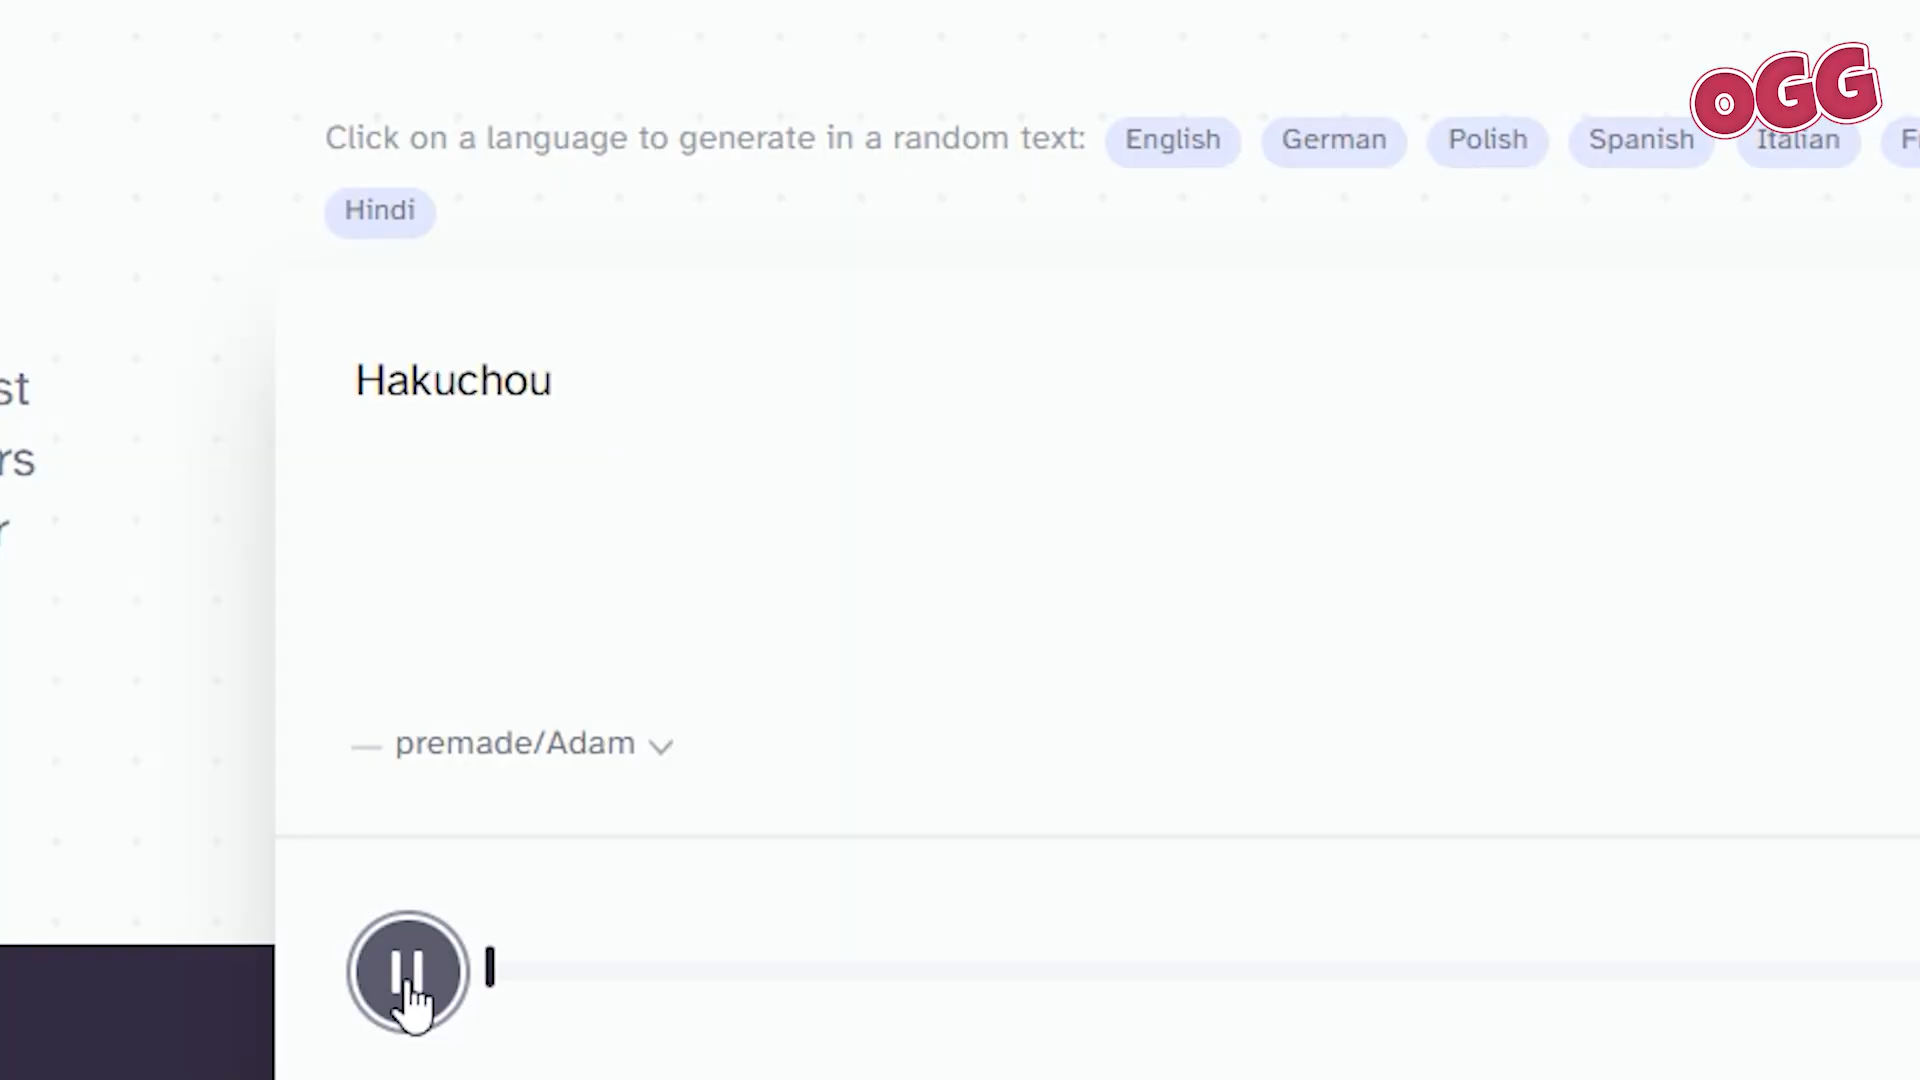 OGG
Click on a language to generate in a random text: English German Polish Spanish Italian
Hindi
st
rs
r
Hakuchou
— premade/Adam